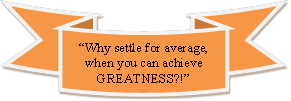 “Why settle for average,
when you can achieve
GREATNESS?!”